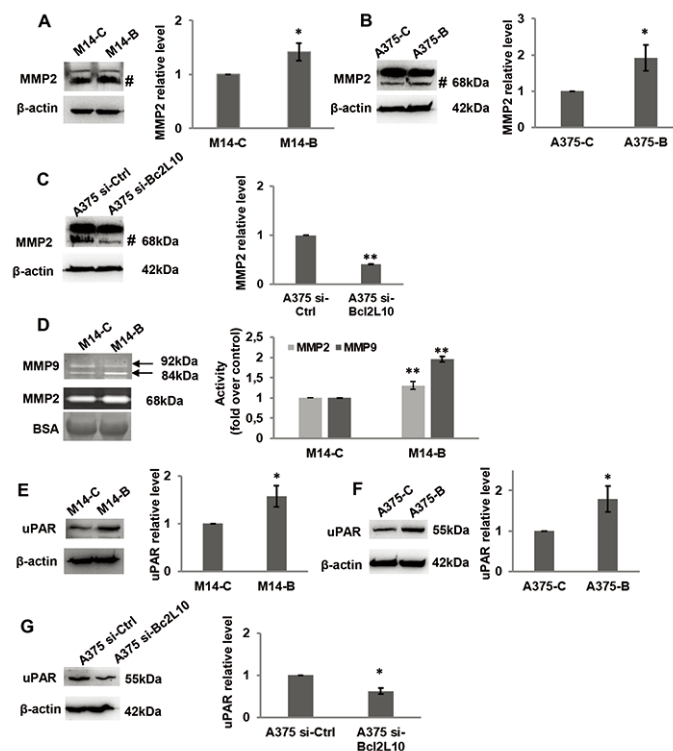 A
M14-C
M14-B
MMP2
#
β-actin
MMP2 relative level
2
1
0
*
M14-C
M14-B
B
A375-C
A375-B
MMP2
# 68kDa
β-actin
42kDa
MMP2 relative level
3
2
1
0
*
A375-C
A375-B
C
A375 si-Ctrl
A375 si-Bc2L10
MMP2
# 68kDa
β-actin
42kDa
MMP2 relative level
2
1
0
**
A375 si-
Ctrl
A375 si-
Bcl2L10
D
M14-C
M14-B
MMP9
92kDa
84kDa
MMP2
68kDa
BSA
Activity
(fold over control)
2,5
2
1,5
1
0,5
0
MMP2
MMP9
**
**
M14-C
M14-B
E
M14-C
M14-B
uPAR
β-actin
uPAR relative level
2
1
0
*
M14-C
M14-B
F
A375-C
A375-B
uPAR
55kDa
β-actin
42kDa
uPAR relative level
3
2
1
0
*
A375-C
A375-B
G
A375 si-Ctrl
A375 si-Bc2L10
uPAR
55kDa
β-actin
42kDa
uPAR relative level
2
1
0
*
A375 si-Ctrl
A375 si-
Bcl2L10